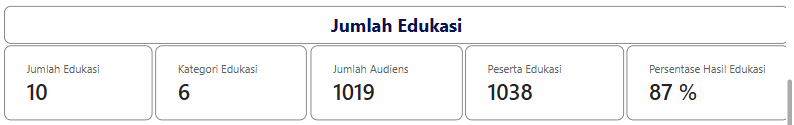 Jumlah Edukasi
Jumlah Edukasi
10
Kategori Edukasi
6
Jumlah Audiens
1019
Peserta Edukasi
1038
Persentase Hasil Edukasi
87 %